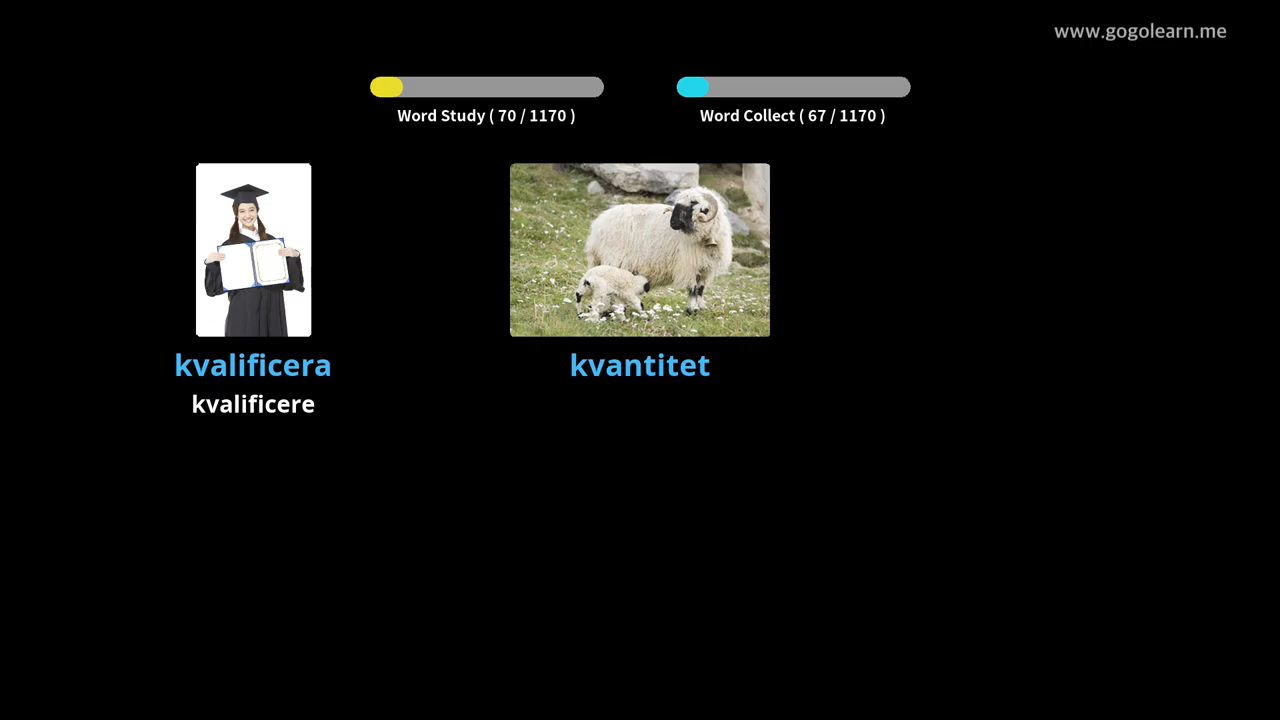 www.gogolearn.me
Word Study ( 70 / 1170 )
Word Collect ( 67 / 1170 )
kvalificera
kvantitet
kvalificere